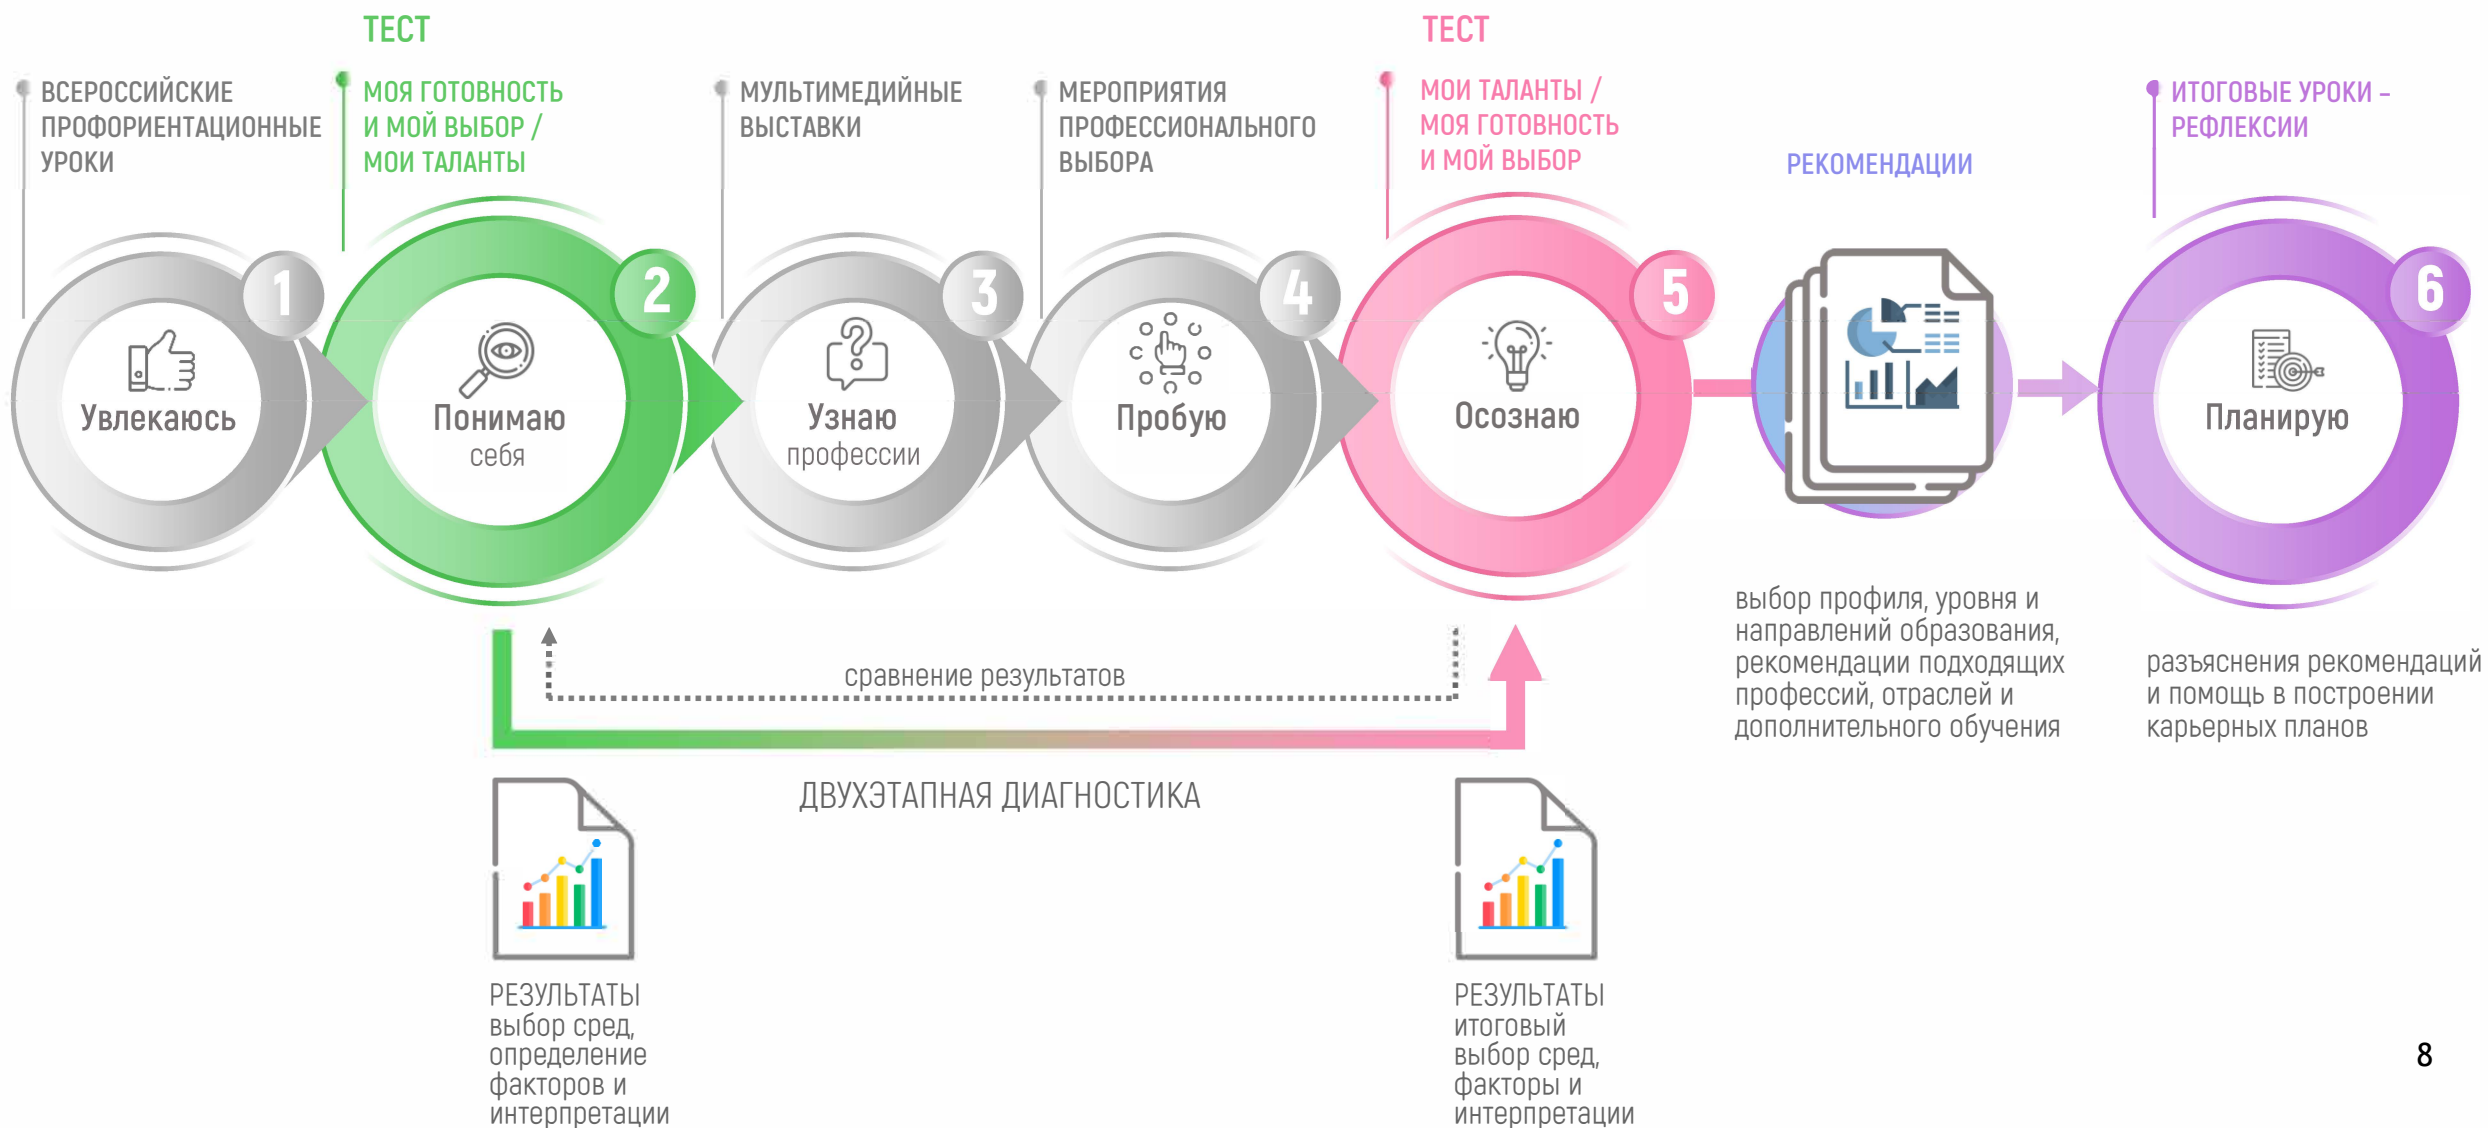 ТЕСТ
ТЕСТ
ВСЕРОССИЙСКИЕ
ПРОФОРИЕНТАЦИОННЫЕ
УРОКИ
МОЯ ГОТОВНОСТЬ
И МОЙ ВЫБОР /
МОИ ТАЛАНТЫ
МУЛЬТИМЕДИЙНЫЕ
ВЫСТАВКИ
МЕРОПРИЯТИЯ
ПРОФЕССИОНАЛЬНОГО
ВЫБОРА
МОИ ТАЛАНТЫ /
МОЯ ГОТОВНОСТЬ
И МОЙ ВЫБОР
РЕКОМЕНДАЦИИ
ИТОГОВЫЕ УРОКИ –
РЕФЛЕКСИИ
1
Увлекаюсь
2
Понимаю
себя
3
Узнаю
профессии
4
Пробую
5
Осознаю
6
Планирую
сравнение результатов
ДВУХЭТАПНАЯ ДИАГНОСТИКА
выбор профиля, уровня и
направлений образования,
рекомендации подходящих
профессий, отраслей и
дополнительного обучения
разъяснения рекомендаций
и помощь в построении
карьерных планов
РЕЗУЛЬТАТЫ
выбор сред,
определение
факторов и
интерпретации
РЕЗУЛЬТАТЫ
итоговый
выбор сред,
факторы и
интерпретации
8